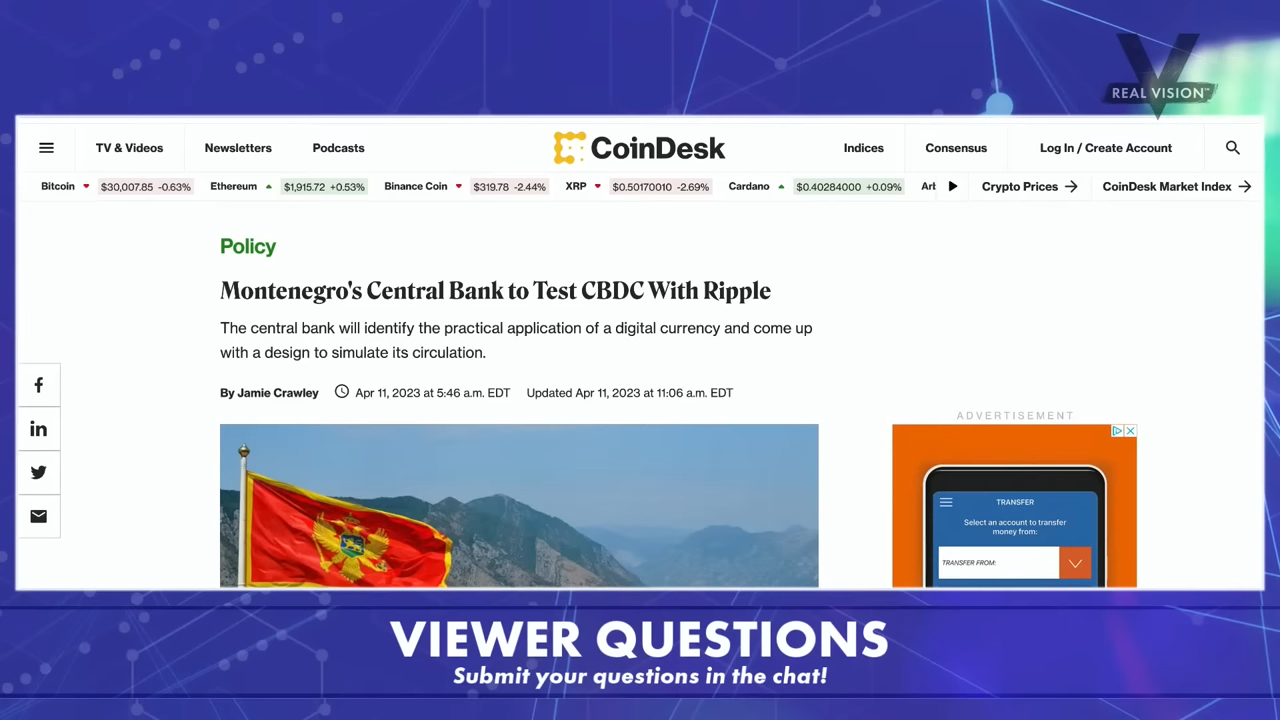 REAL VISION™
TV & Videos
Newsletters
Podcasts
CoinDesk
Indices
Consensus
Log In / Create Account
Bitcoin $30,007.85 -0.63% Ethereum $1,915.72 +0.53% Binance Coin $319.78 -2.44% XRP $0.50170010 -2.69% Cardano $0.40284000 +0.09% Crypto Prices → CoinDesk Market Index →
Policy
Montenegro's Central Bank to Test CBDC With Ripple
The central bank will identify the practical application of a digital currency and come up
with a design to simulate its circulation.
By Jamie Crawley Apr 11, 2023 at 5:46 a.m. EDT Updated Apr 11, 2023 at 11:06 a.m. EDT
ADVERTISEMENT
TRANSFER
Select an account to transfer
money from:
TRANSFER FROM:
VIEWER QUESTIONS
Submit your questions in the chat!